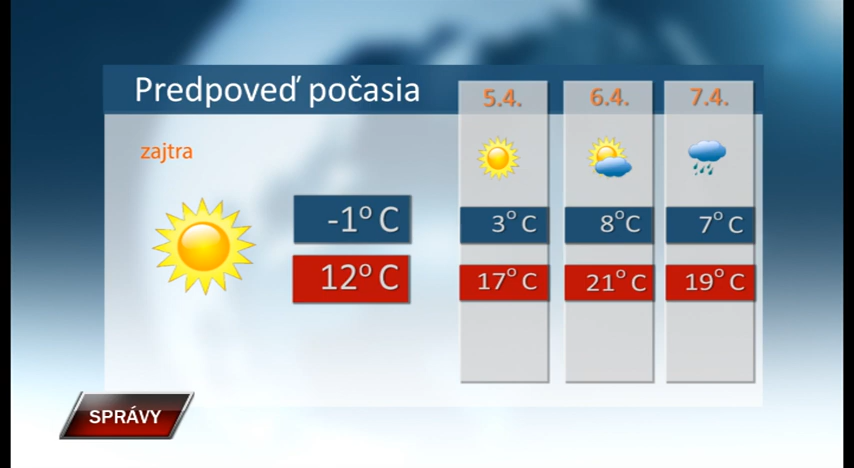 Predpoveď počasia
zajtra
-1° C
12° C
5.4.
6.4.
7.4.
3° C
8°C
7° C
17° C
21° C
19° C
SPRÁVY